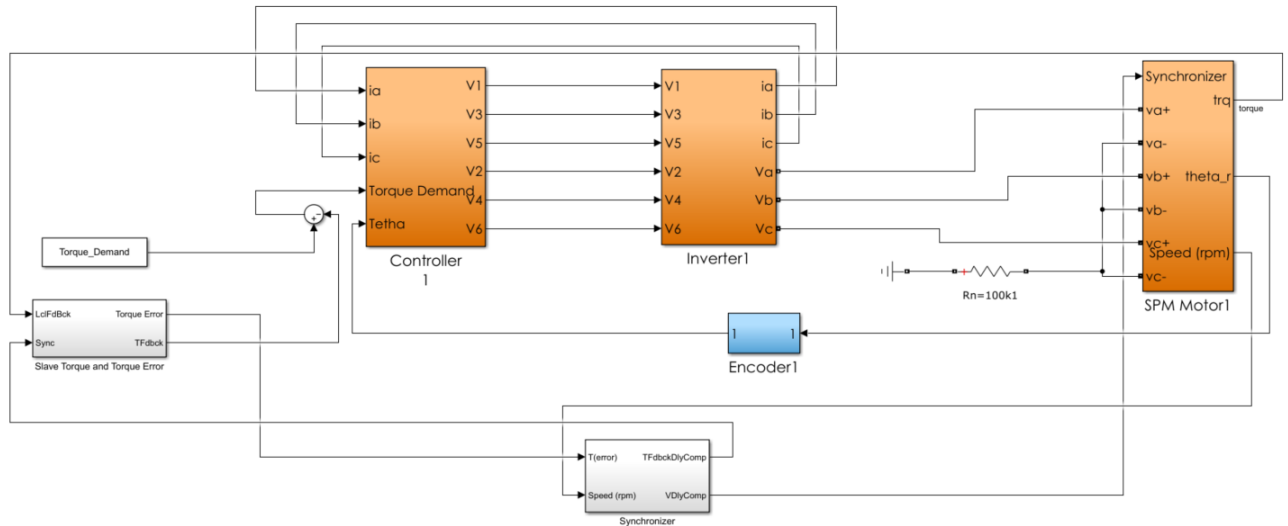 ia
ib
ic
Torque Demand
Tetha
V1
V3
V5
V2
V4
V6
Controller
1
V1
V3
V5
V2
V4
V6
ia
ib
ic
Va
Vb
Vc
Inverter1
Synchronizer
va+
va-
vb+
vb-
vc+
vc-
trq
theta_r
Speed (rpm)
SPM Motor1
torque
Torque_Demand
+
−
LclFdBck
Sync
Torque Error
TFdbck
Slave Torque and Torque Error
+
Rn=100k1
1
1
Encoder1
T(error)
Speed (rpm)
TFdbckDlyComp
VDlyComp
Synchronizer